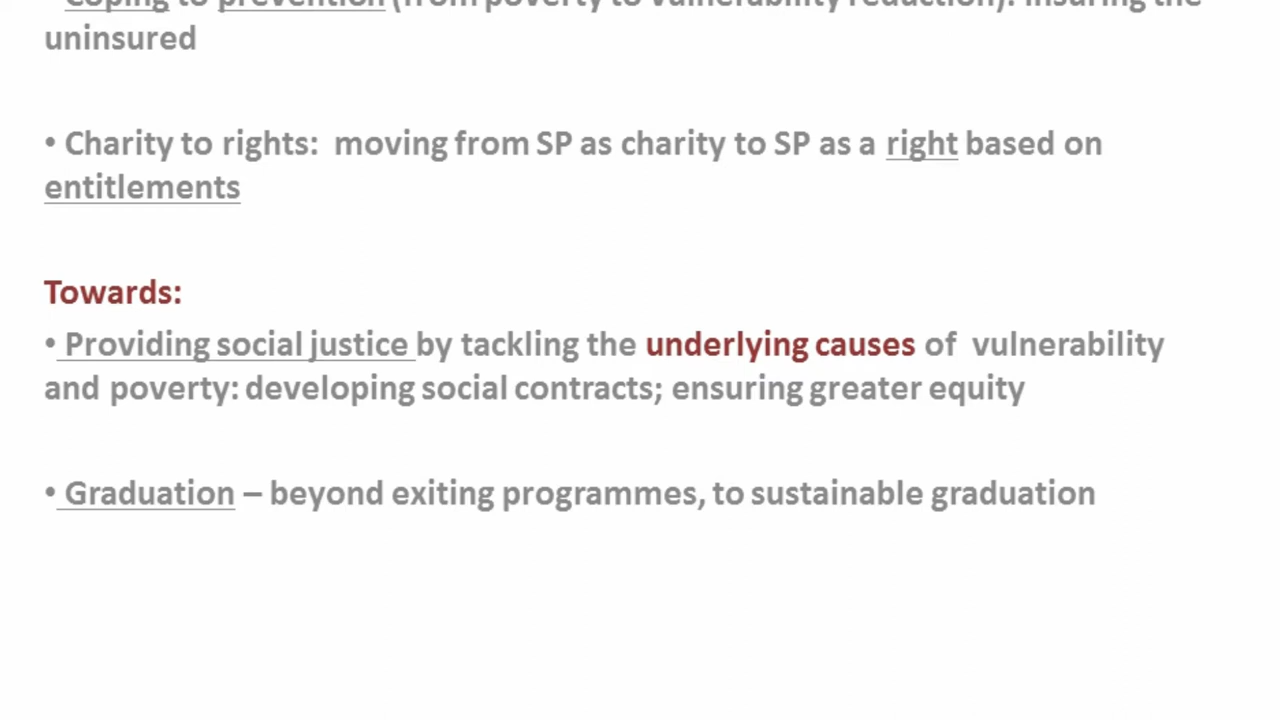 Coping to prevention (from poverty to vulnerability reduction): insuring the
uninsured
• Charity to rights: moving from SP as charity to SP as a right based on
entitlements
Towards:
• Providing social justice by tackling the underlying causes of vulnerability
and poverty: developing social contracts; ensuring greater equity
• Graduation – beyond exiting programmes, to sustainable graduation